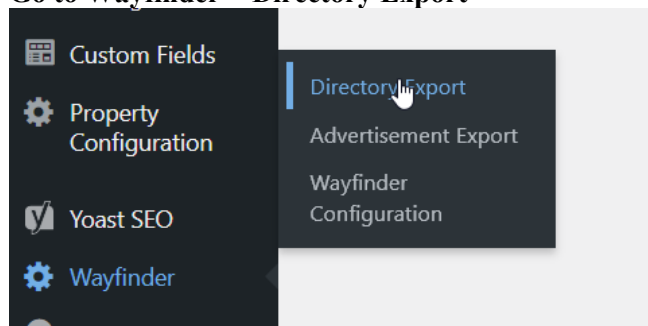 Go to Wayfinder – Directory Export
Custom Fields
Property
Configuration
Yoast SEO
Wayfinder
Directory Export
Advertisement Export
Wayfinder
Configuration